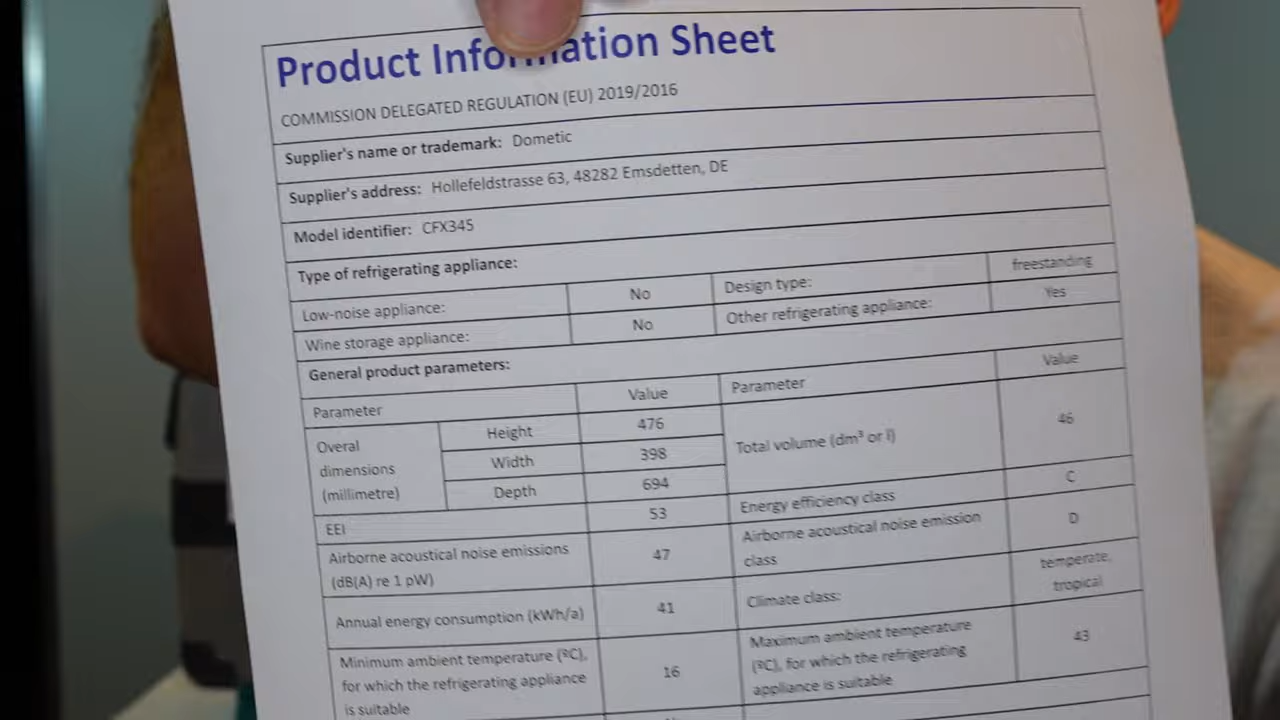 Product Information Sheet
COMMISSION DELEGATED REGULATION (EU) 2019/2016
Supplier's name or trademark: Dometic
Supplier's address: Hollefeldstrasse 63, 48282 Emsdetten, DE
Model identifier: CFX345
Type of refrigerating appliance:
Low-noise appliance: No Design type: freestanding
Wine storage appliance: No Other refrigerating appliance: Yes
General product parameters:
Parameter Value Parameter Value
Overal
dimensions
(millimetre)
Height 476
Width 398
Depth 694
Total volume (dm³ or l) 46
EEI 53 Energy efficiency class C
Airborne acoustical noise emissions
(dB(A) re 1 pW)
47
Airborne acoustical noise emission
class
D
Annual energy consumption (kWh/a) 41 Climate class:
temperate,
tropical
Minimum ambient temperature (ºC),
for which the refrigerating appliance
is suitable
16
Maximum ambient temperature
(ºC), for which the refrigerating
appliance is suitable
43